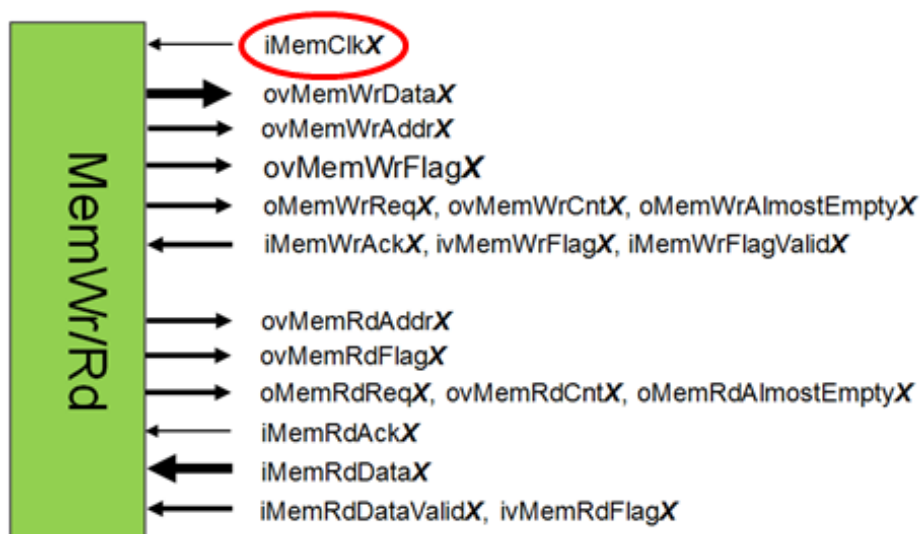 MemWr/Rd
iMemClkX
ovMemWrDataX
ovMemWrAddrX
ovMemWrFlagX
oMemWrReqX, ovMemWrCntX, oMemWrAlmostEmptyX
iMemWrAckX, ivMemWrFlagX, iMemWrFlagValidX
ovMemRdAddrX
ovMemRdFlagX
oMemRdReqX, ovMemRdCntX, oMemRdAlmostEmptyX
iMemRdAckX
iMemRdDataX
iMemRdDataValidX, ivMemRdFlagX